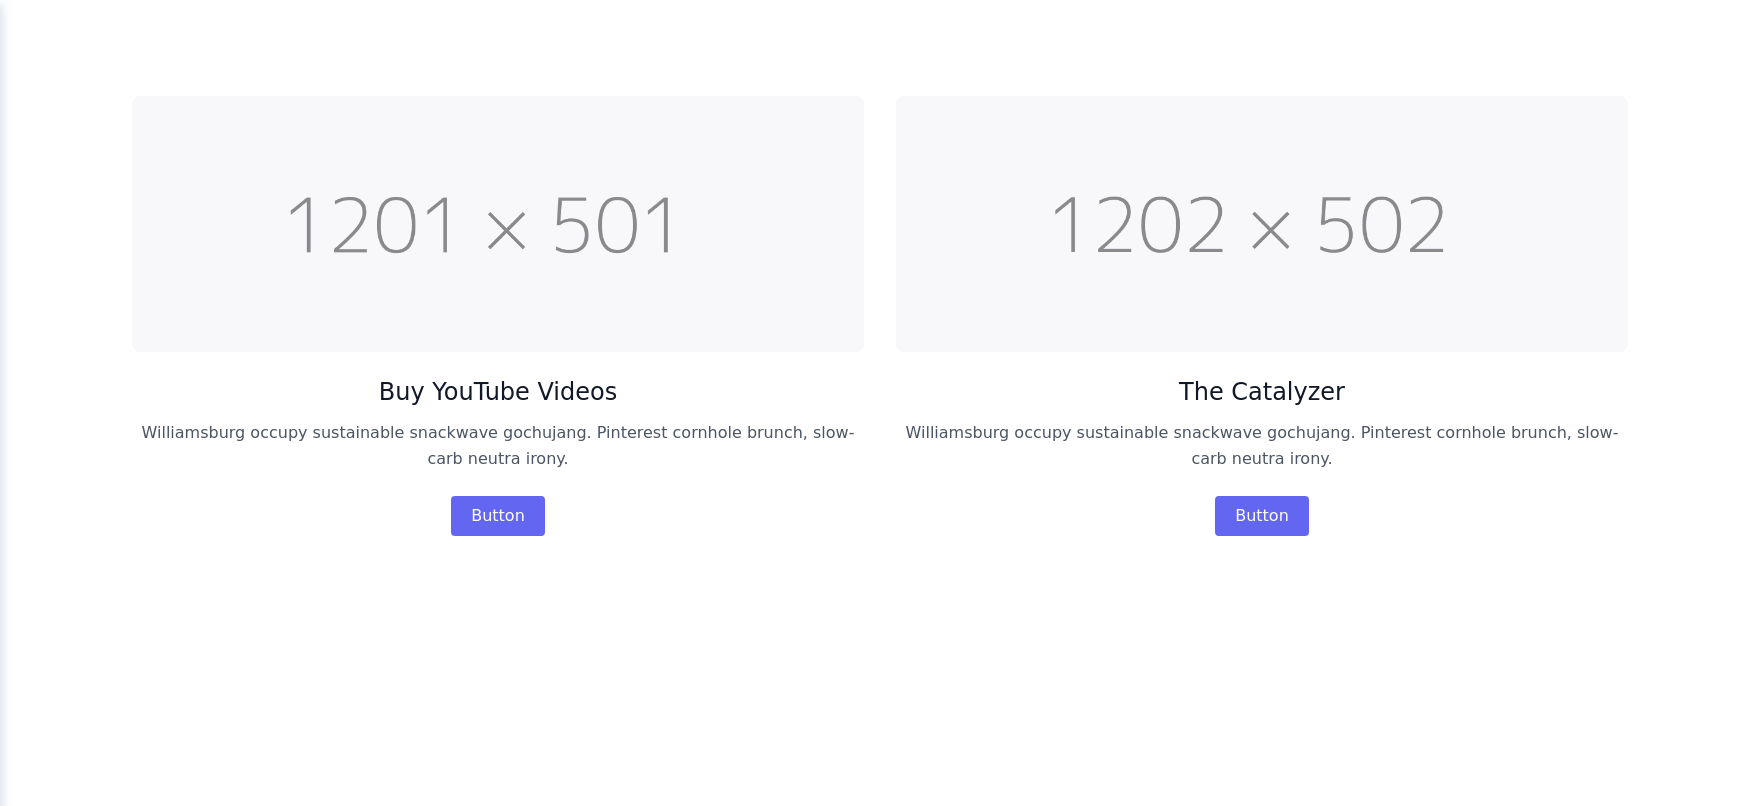 1201 × 501
Buy YouTube Videos
Williamsburg occupy sustainable snackwave gochujang. Pinterest cornhole brunch, slow-
carb neutra irony.
Button
1202 × 502
The Catalyzer
Williamsburg occupy sustainable snackwave gochujang. Pinterest cornhole brunch, slow-
carb neutra irony.
Button